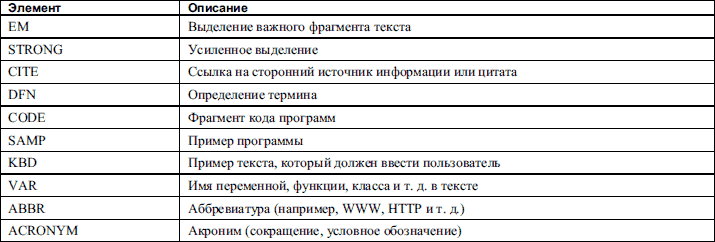 Элемент Описание
EM Выделение важного фрагмента текста
STRONG Усиленное выделение
CITE Ссылка на сторонний источник информации или цитата
DFN Определение термина
CODE Фрагмент кода программ
SAMP Пример программы
KBD Пример текста, который должен ввести пользователь
VAR Имя переменной, функции, класса и т. д. в тексте
ABBR Аббревиатура (например, WWW, HTTP и т. д.)
ACRONYM Акроним (сокращение, условное обозначение)